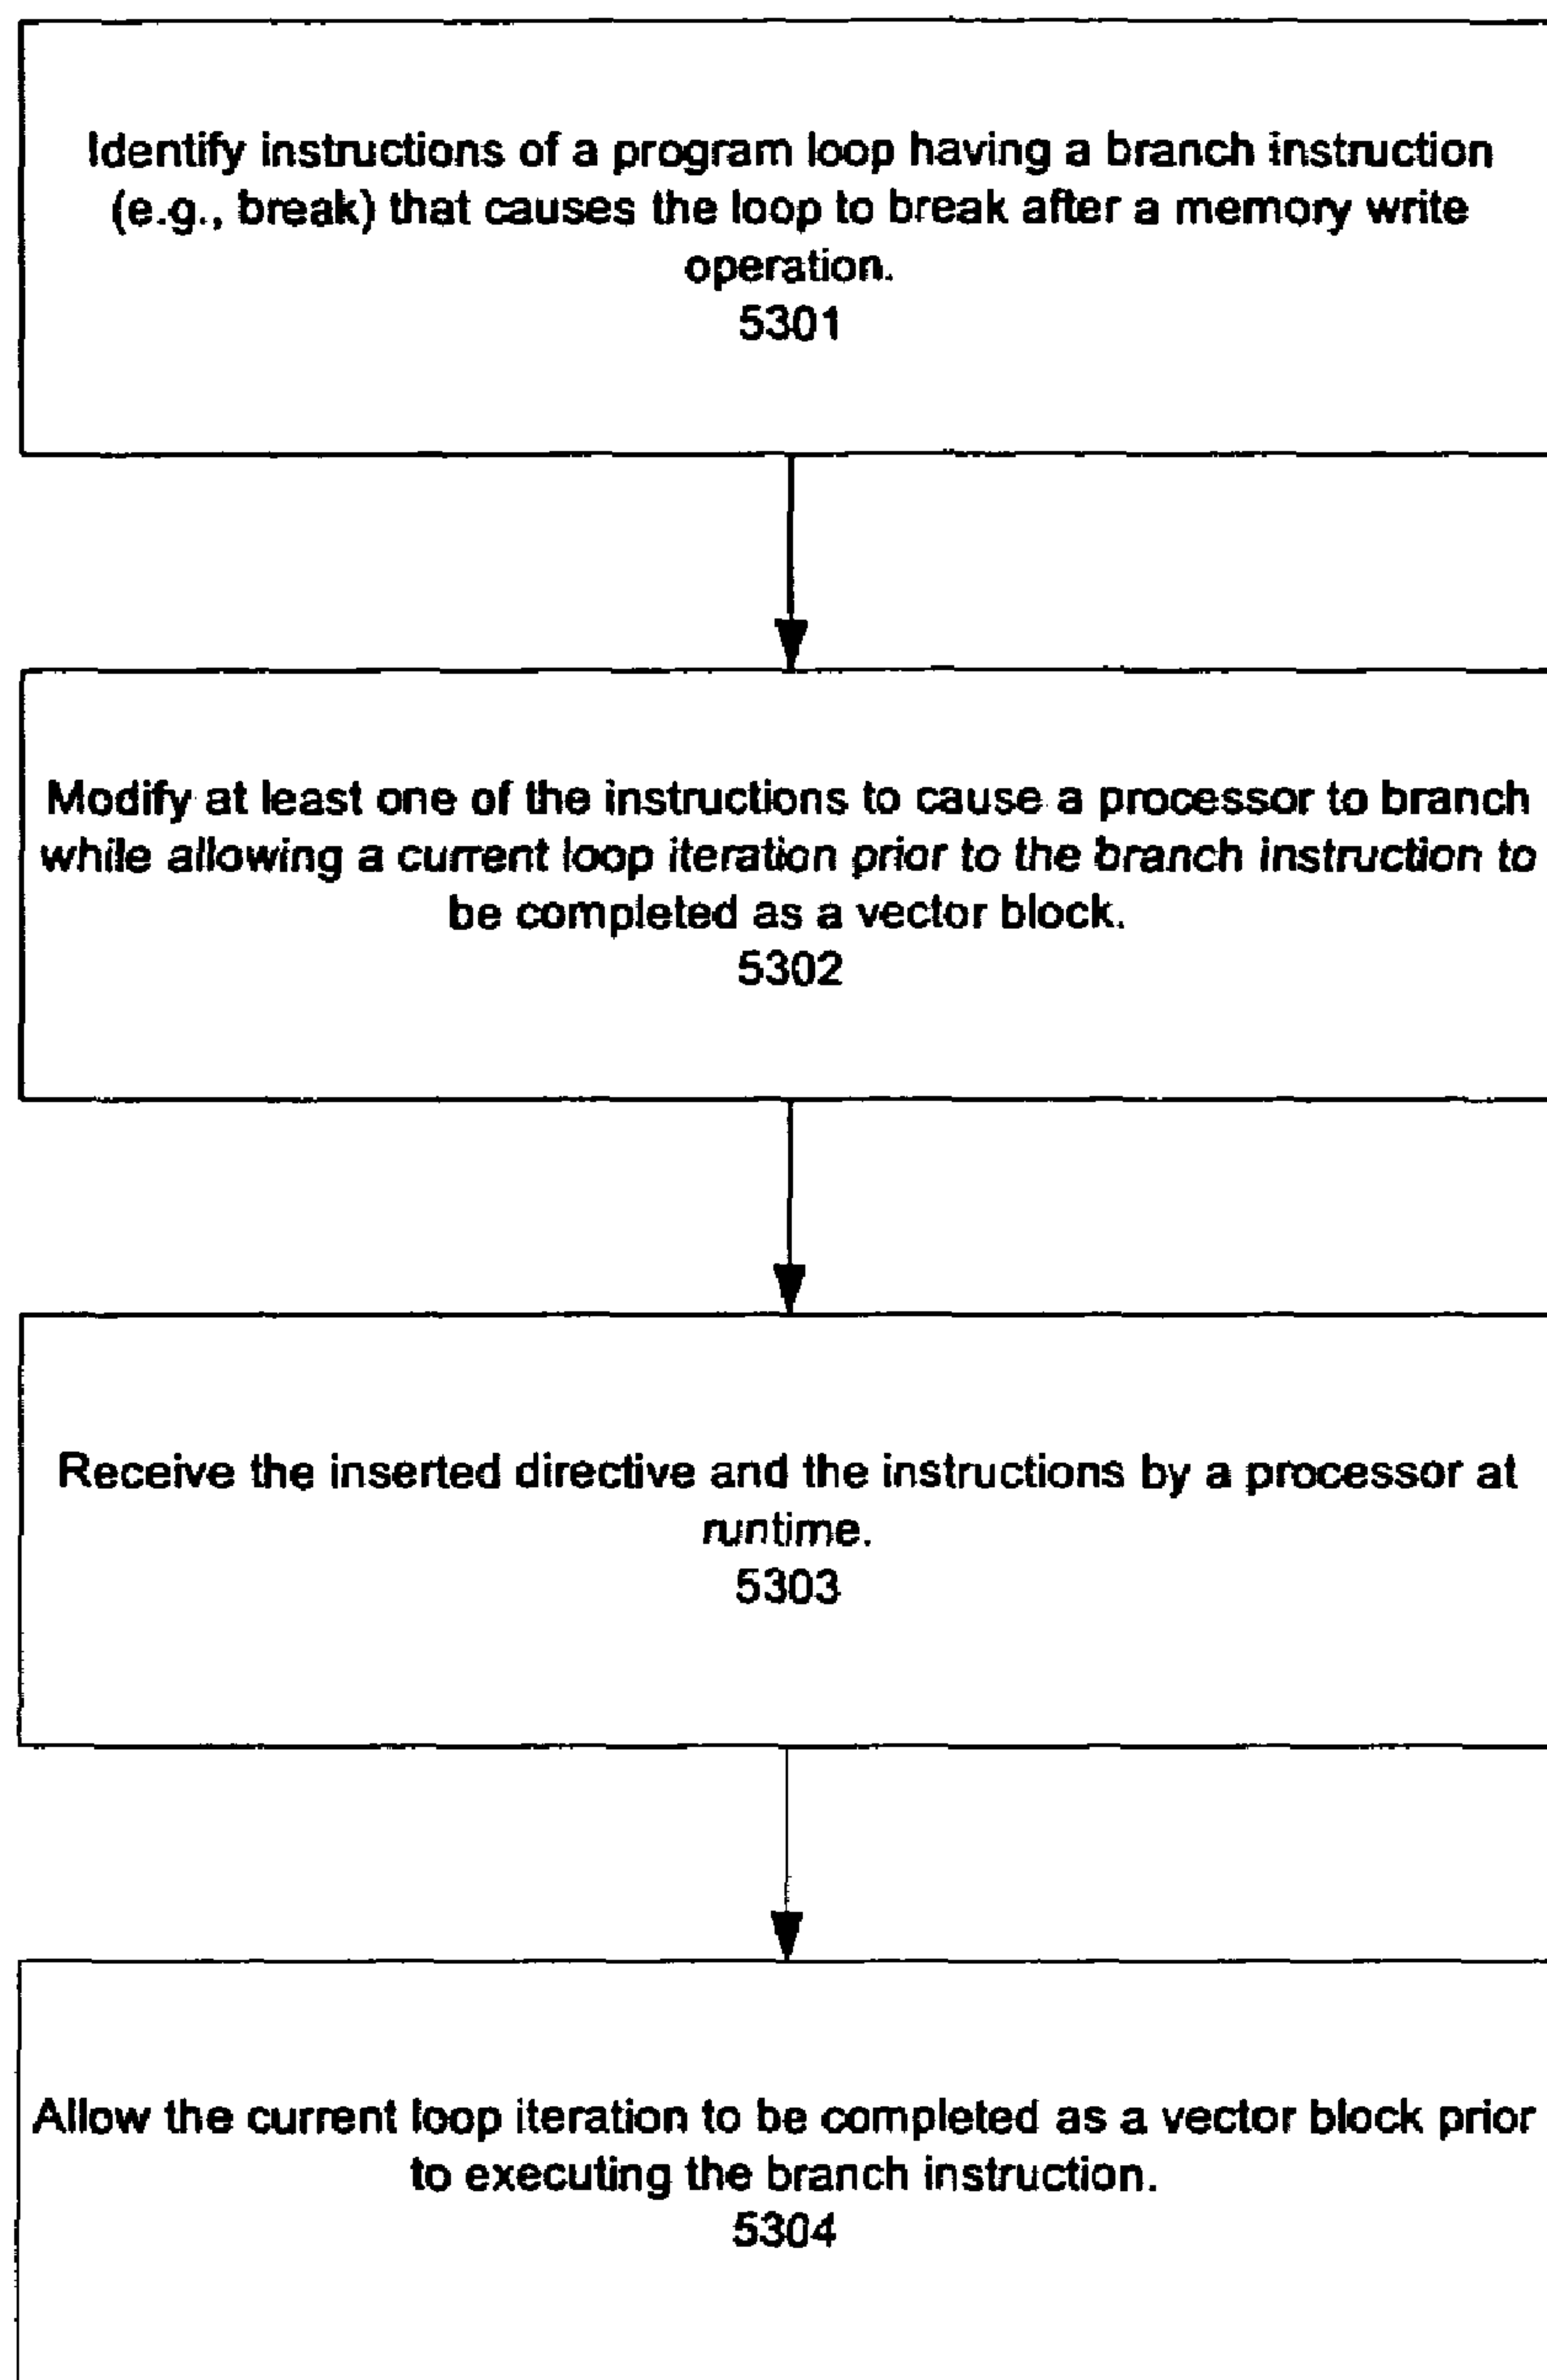 Identify instructions of a program loop having a branch instruction
(e.g., break) that causes the loop to break after a memory write
operation.
5301
Modify at least one of the instructions to cause a processor to branch
while allowing a current loop iteration prior to the branch instruction to
be completed as a vector block.
5302
Receive the inserted directive and the instructions by a processor at
runtime.
5303
Allow the current loop iteration to be completed as a vector block prior
to executing the branch instruction.
5304